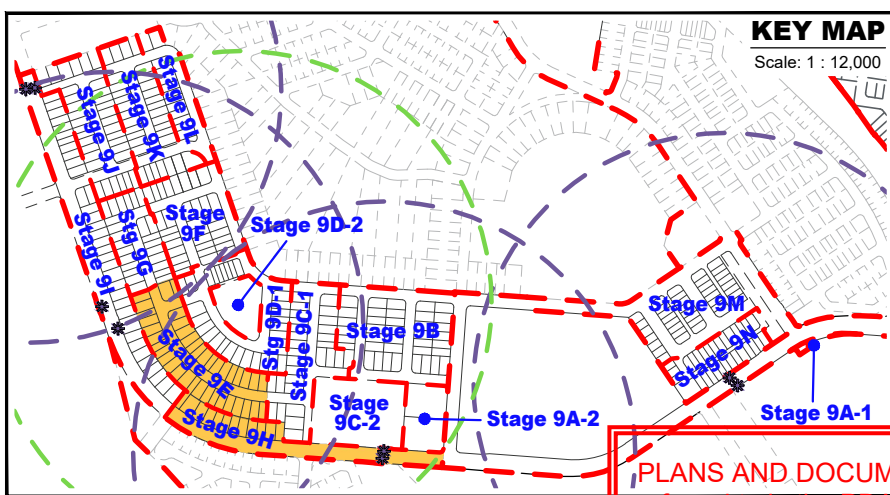 KEY MAP
Scale: 1 : 12,000
Stage 9L
Stage 9K
Stage 9J
Stage
9F
Stage 9D-2
Stg 9G
Stage 9I
Stg 9D-1
Stage 9C-1
Stage 9B
Stage 9M
Stage 9E
Stage 9N
Stage
9C-2
Stage 9A-2
Stage 9A-1
Stage 9H
PLANS AND DOCUM